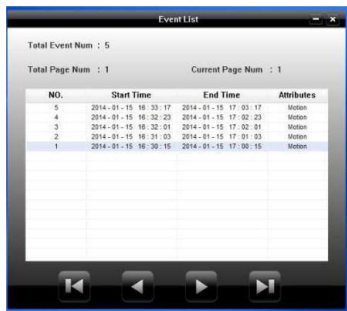 Event List
Total Event Num : 5
Total Page Num : 1 Current Page Num : 1
NO. Start Time End Time Attributes
5 2014-01-15 16:33:17 2014-01-15 17:03:17 Motion
4 2014-01-15 16:32:23 2014-01-15 17:02:23 Motion
3 2014-01-15 16:32:01 2014-01-15 17:02:01 Motion
2 2014-01-15 16:31:03 2014-01-15 17:01:03 Motion
1 2014-01-15 16:30:15 2014-01-15 17:00:15 Motion